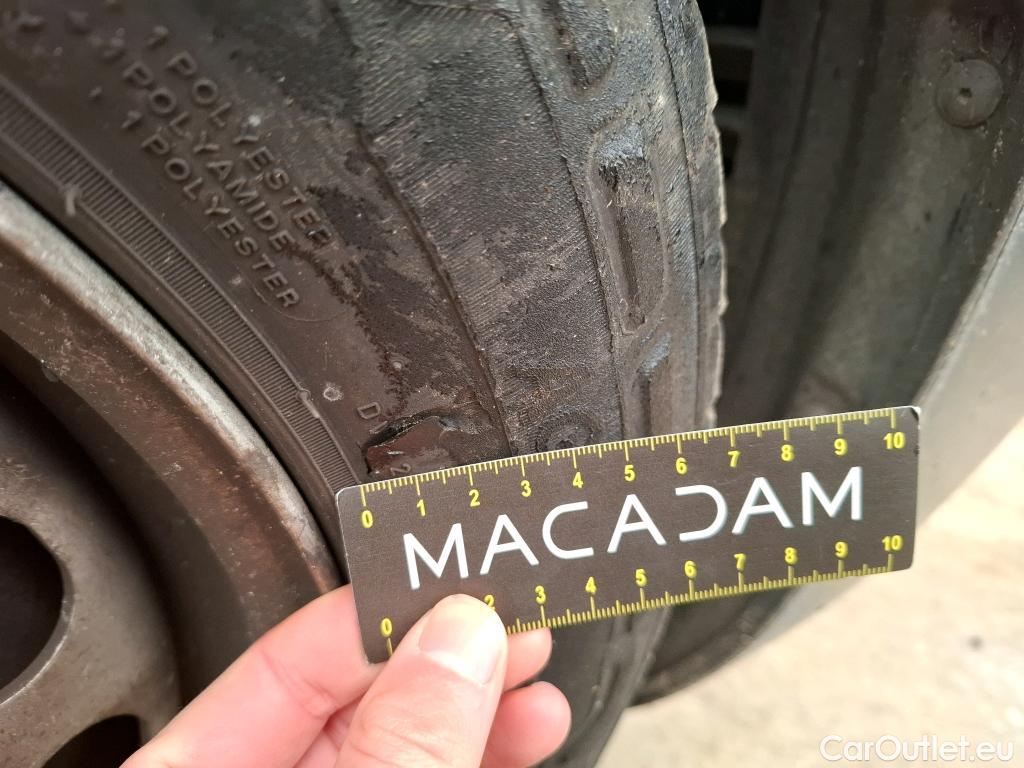 1 POLYESTER
1 POLYAMIDE
1 POLYESTER
D
2
0 1 2 3 4 5 6 7 8 9 10
MACADAM
0 2 3 4 5 6 7 8 9 10
CarOutlet.eu